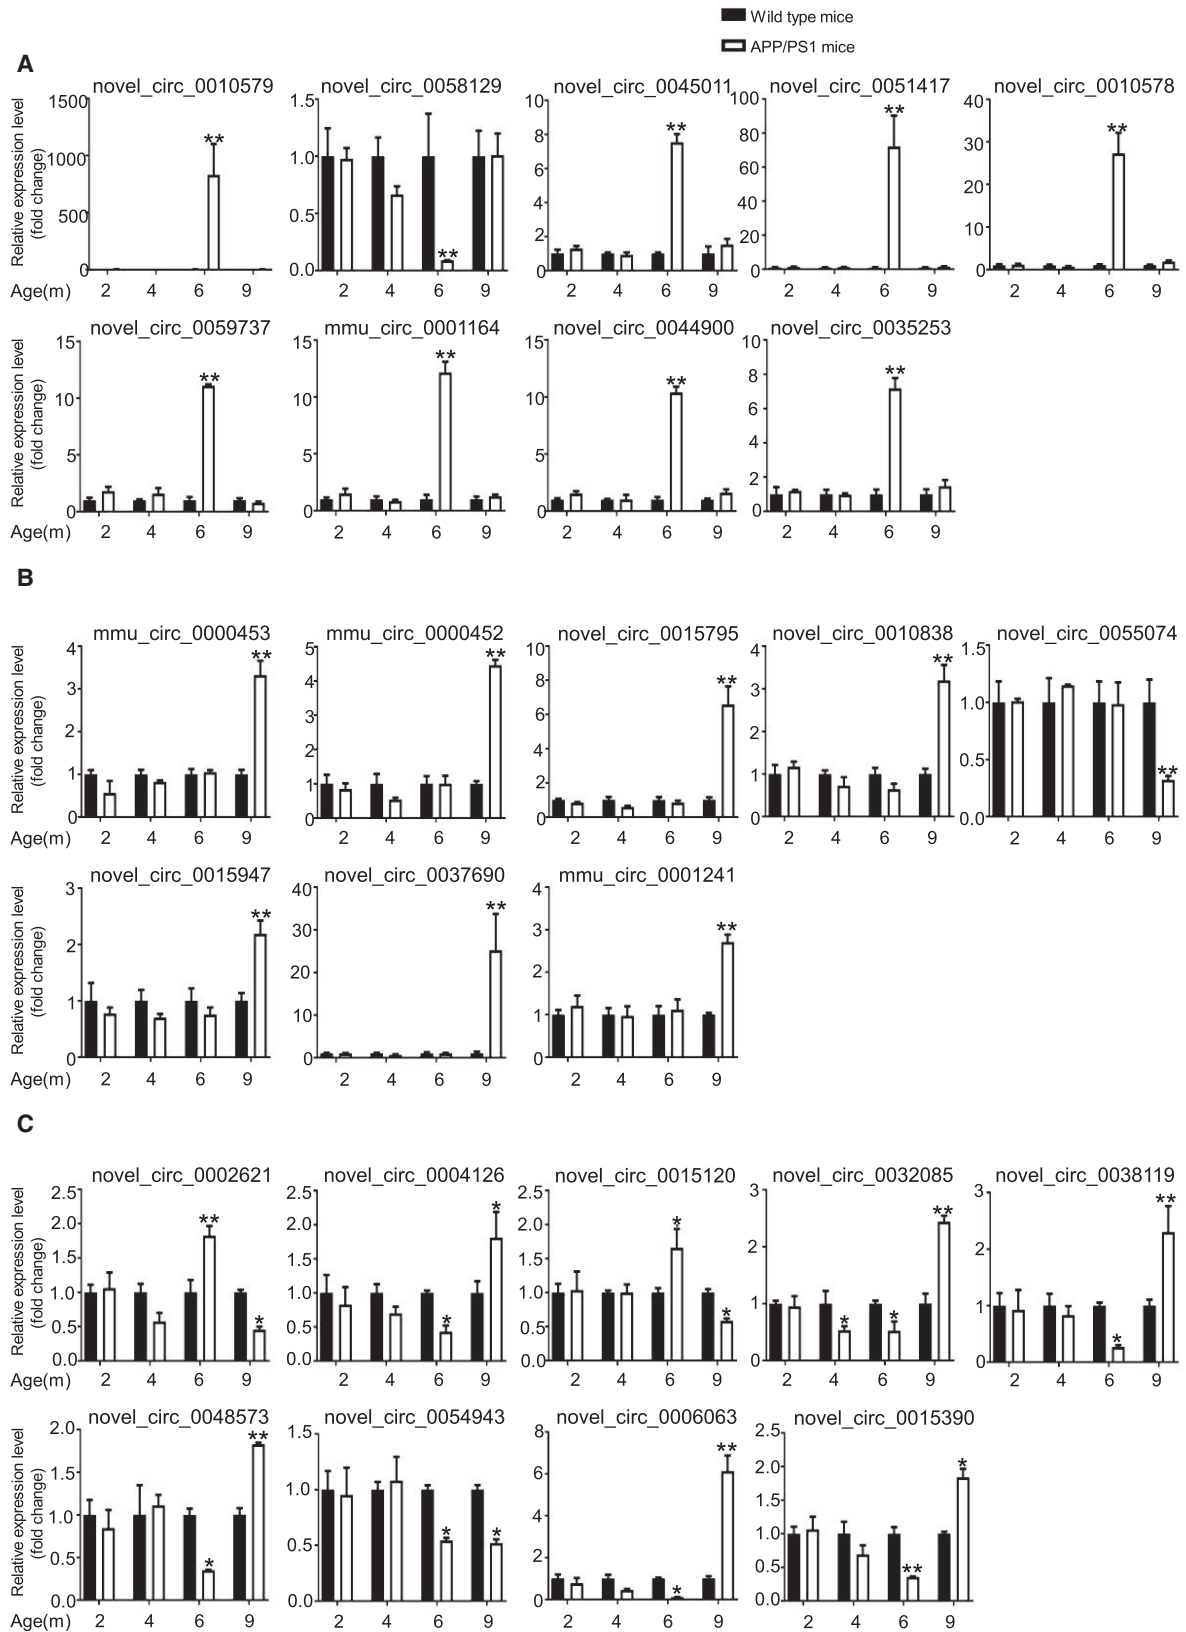 Wild type mice
APP/PS1 mice
A
novel_circ_0010579 novel_circ_0058129 novel_circ_0045011 novel_circ_0051417 novel_circ_0010578
Relative expression level
(fold change)
1500 1000 500 0
**
1.5 1.0 0.5 0.0
**
10 8 6 4 2 0
**
100 80 60 40 20 0
**
40 30 20 10 0
**
Age(m) 2 4 6 9 2 4 6 9 2 4 6 9 2 4 6 9 2 4 6 9
novel_circ_0059737 mmu_circ_0001164 novel_circ_0044900 novel_circ_0035253
Relative expression level
(fold change)
15 10 5 0
**
15 10 5 0
**
15 10 5 0
**
10 8 6 4 2 0
**
Age(m) 2 4 6 9 2 4 6 9 2 4 6 9 2 4 6 9
B
mmu_circ_0000453 mmu_circ_0000452 novel_circ_0015795 novel_circ_0010838 novel_circ_0055074
Relative expression level
(fold change)
4 3 2 1 0
**
5 4 3 2 1 0
**
10 8 6 4 2 0
**
4 3 2 1 0
**
1.5 1.0 0.5 0.0
**
Age(m) 2 4 6 9 2 4 6 9 2 4 6 9 2 4 6 9 2 4 6 9
novel_circ_0015947 novel_circ_0037690 mmu_circ_0001241
Relative expression level
(fold change)
3 2 1 0
**
40 30 20 10 0
**
4 3 2 1 0
**
Age(m) 2 4 6 9 2 4 6 9 2 4 6 9
C
novel_circ_0002621 novel_circ_0004126 novel_circ_0015120 novel_circ_0032085 novel_circ_0038119
Relative expression level
(fold change)
2.5 2.0 1.5 1.0 0.5 0.0
** *
2.5 2.0 1.5 1.0 0.5 0.0
* *
2.5 2.0 1.5 1.0 0.5 0.0
* *
3 2 1 0
* * **
3 2 1 0
* **
Age(m) 2 4 6 9 2 4 6 9 2 4 6 9 2 4 6 9 2 4 6 9
novel_circ_0048573 novel_circ_0054943 novel_circ_0006063 novel_circ_0015390
Relative expression level
(fold change)
2.0 1.5 1.0 0.5 0.0
* **
1.5 1.0 0.5 0.0
* *
8 6 4 2 0
* **
2.5 2.0 1.5 1.0 0.5 0.0
** *
Age(m) 2 4 6 9 2 4 6 9 2 4 6 9 2 4 6 9